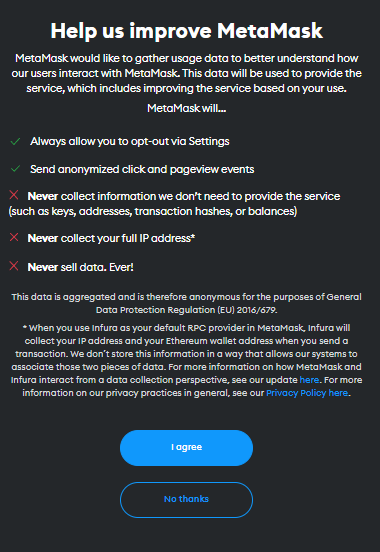 Help us improve MetaMask
MetaMask would like to gather usage data to better understand how
our users interact with MetaMask. This data will be used to provide the
service, which includes improving the service based on your use.
MetaMask will...
Always allow you to opt-out via Settings
Send anonymized click and pageview events
Never collect information we don't need to provide the service
(such as keys, addresses, transaction hashes, or balances)
Never collect your full IP address*
Never sell data. Ever!
This data is aggregated and is therefore anonymous for the purposes of General
Data Protection Regulation (EU) 2016/679.
* When you use Infura as your default RPC provider in MetaMask, Infura will
collect your IP address and your Ethereum wallet address when you send a
transaction. We don't store this information in a way that allows our systems to
associate those two pieces of data. For more information on how MetaMask and
Infura interact from a data collection perspective, see our update here. For more
information on our privacy practices in general, see our Privacy Policy here.
I agree
No thanks